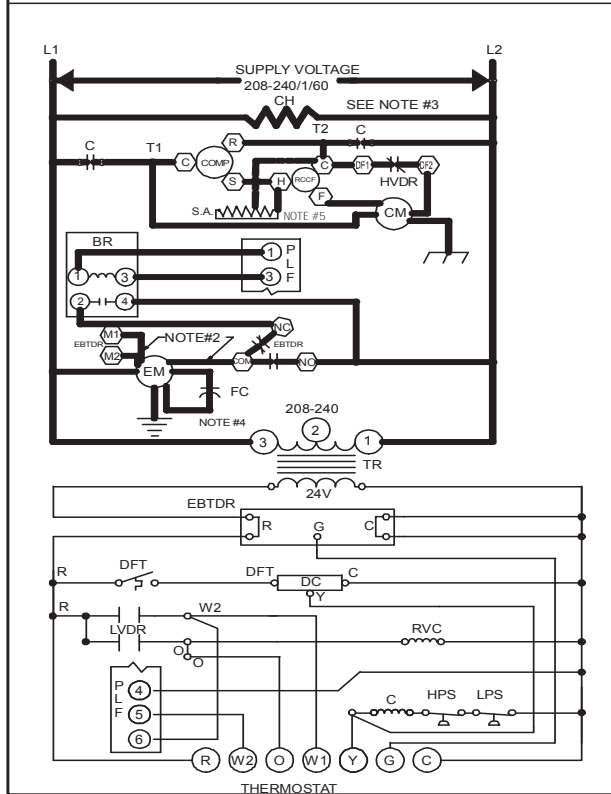 L1 L2
SUPPLY VOLTAGE
208-240/1/60
CH SEE NOTE #3
T2 C
C T1 R
C COMP C DF1 DF2
S H RCCF HVDR
S.A. NOTE #5 F CM
BR
1 P
1 3 L
3 F
2 4
M1 NOTE#2 NC
EBTDR EBTDR
M2 COM NO
EM
FC
NOTE #4
208-240
3 2 1
TR
24V
EBTDR
R G C
R DFT DFT DC C
Y
R W2
LVDR
O RVC
O
P 4
L C HPS LPS
F 5
6
R W2 O W1 Y G C
THERMOSTAT